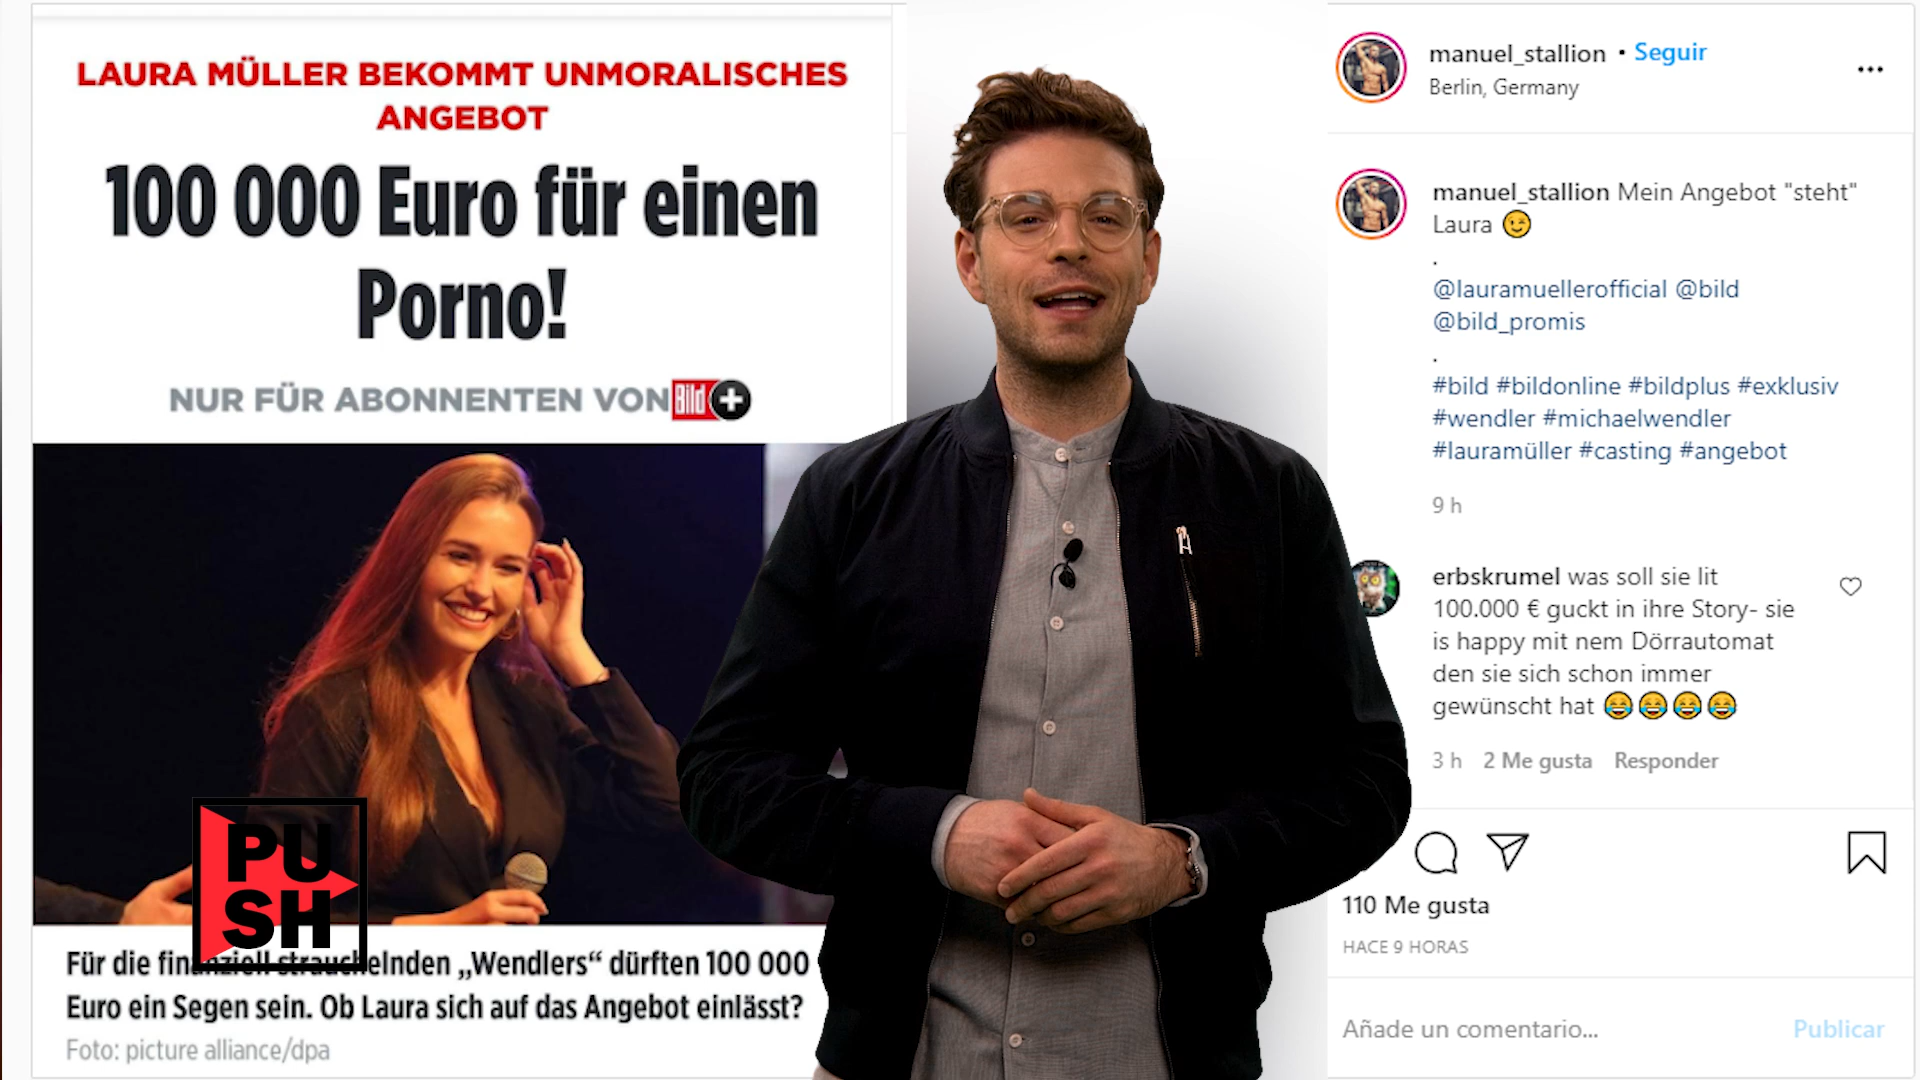 LAURA MÜLLER BEKOMMT UNMORALISCHES
ANGEBOT
100 000 Euro für einen
Porno!
NUR FÜR ABONNENTEN VON Bild +
PU
SH
Für die finanziell strauchelnden „Wendlers“ dürften 100 000
Euro ein Segen sein. Ob Laura sich auf das Angebot einlässt?
Foto: picture alliance/dpa
manuel_stallion • Seguir
Berlin, Germany
manuel_stallion Mein Angebot "steht"
Laura 😉
.
@lauramuellerofficial @bild
@bild_promis
.
#bild #bildonline #bildplus #exklusiv
#wendler #michaelwendler
#lauramüller #casting #angebot
9 h
erbskrumel was soll sie lit
100.000 € guckt in ihre Story- sie
is happy mit nem Dörrautomat
den sie sich schon immer
gewünscht hat 😂😂😂😂
3 h 2 Me gusta Responder
110 Me gusta
HACE 9 HORAS
Añade un comentario...
Publicar